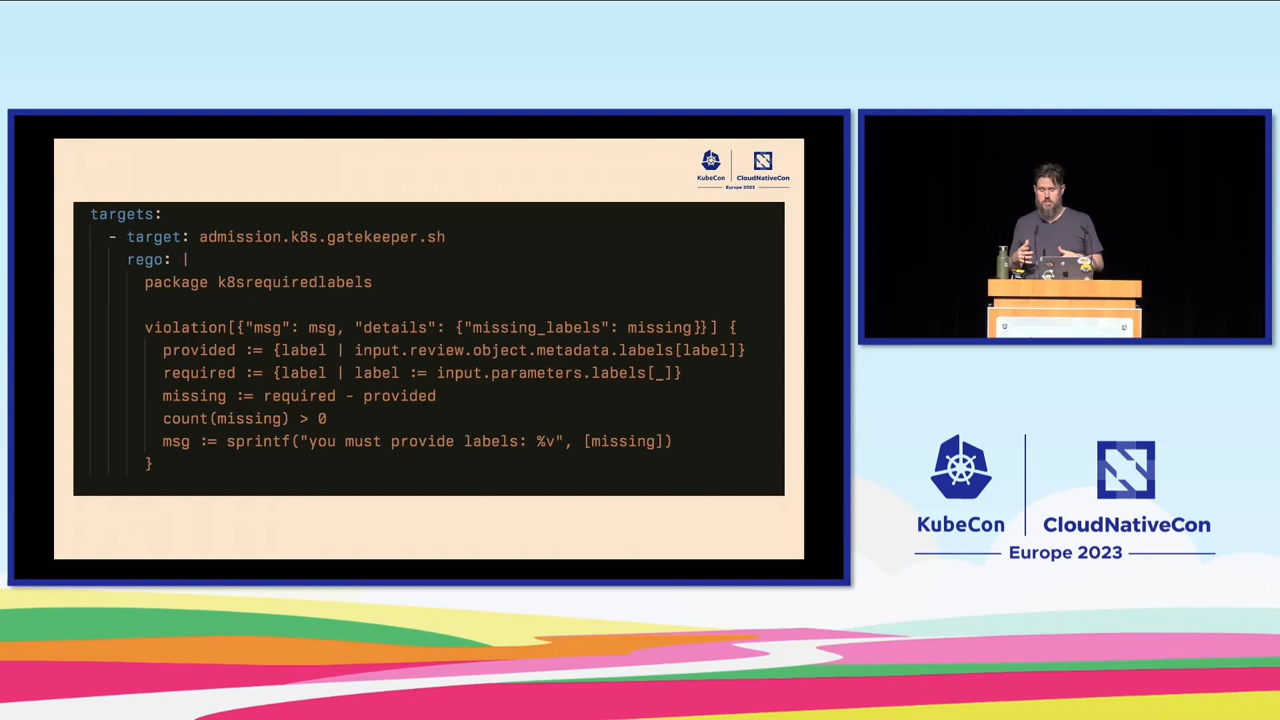 KubeCon
CloudNativeCon
Europe 2023
targets:
- target: admission.k8s.gatekeeper.sh
rego: |
package k8srequiredlabels
violation[{"msg": msg, "details": {"missing_labels": missing}}] {
provided := {label | input.review.object.metadata.labels[label]}
required := {label | label := input.parameters.labels[_]}
missing := required - provided
count(missing) > 0
msg := sprintf("you must provide labels: %v", [missing])
}
KubeCon
CloudNativeCon
Europe 2023